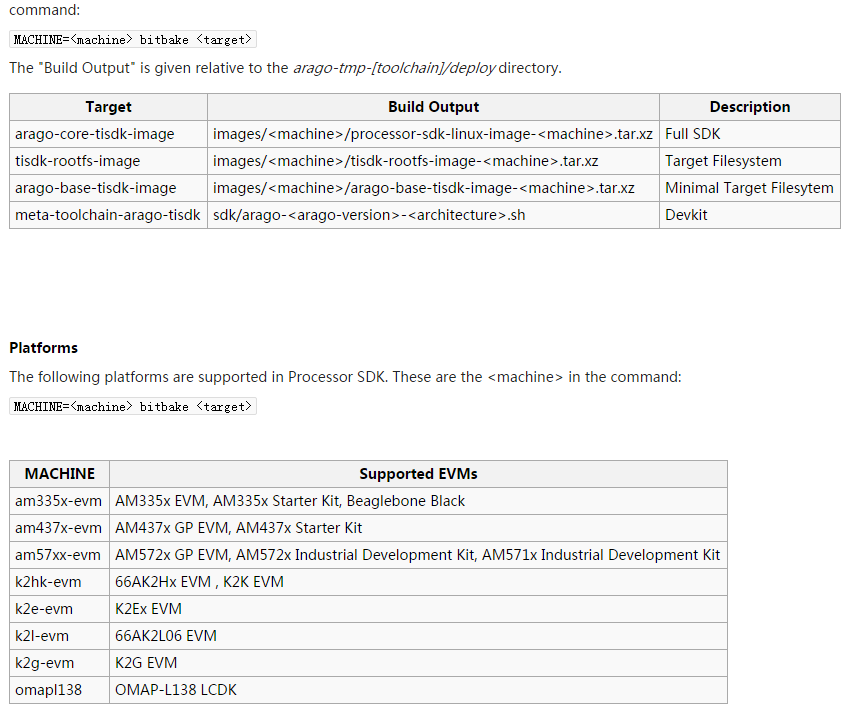 command:
MACHINE=<machine> bitbake <target>
The "Build Output" is given relative to the arago-tmp-[toolchain]/deploy directory.
Target Build Output Description
arago-core-tisdk-image images/<machine>/processor-sdk-linux-image-<machine>.tar.xz Full SDK
tisdk-rootfs-image images/<machine>/tisdk-rootfs-image-<machine>.tar.xz Target Filesystem
arago-base-tisdk-image images/<machine>/arago-base-tisdk-image-<machine>.tar.xz Minimal Target Filesytem
meta-toolchain-arago-tisdk sdk/arago-<arago-version>-<architecture>.sh Devkit
Platforms
The following platforms are supported in Processor SDK. These are the <machine> in the command:
MACHINE=<machine> bitbake <target>
MACHINE Supported EVMs
am335x-evm AM335x EVM, AM335x Starter Kit, Beaglebone Black
am437x-evm AM437x GP EVM, AM437x Starter Kit
am57xx-evm AM572x GP EVM, AM572x Industrial Development Kit, AM571x Industrial Development Kit
k2hk-evm 66AK2Hx EVM , K2K EVM
k2e-evm K2Ex EVM
k2l-evm 66AK2L06 EVM
k2g-evm K2G EVM
omapl138 OMAP-L138 LCDK